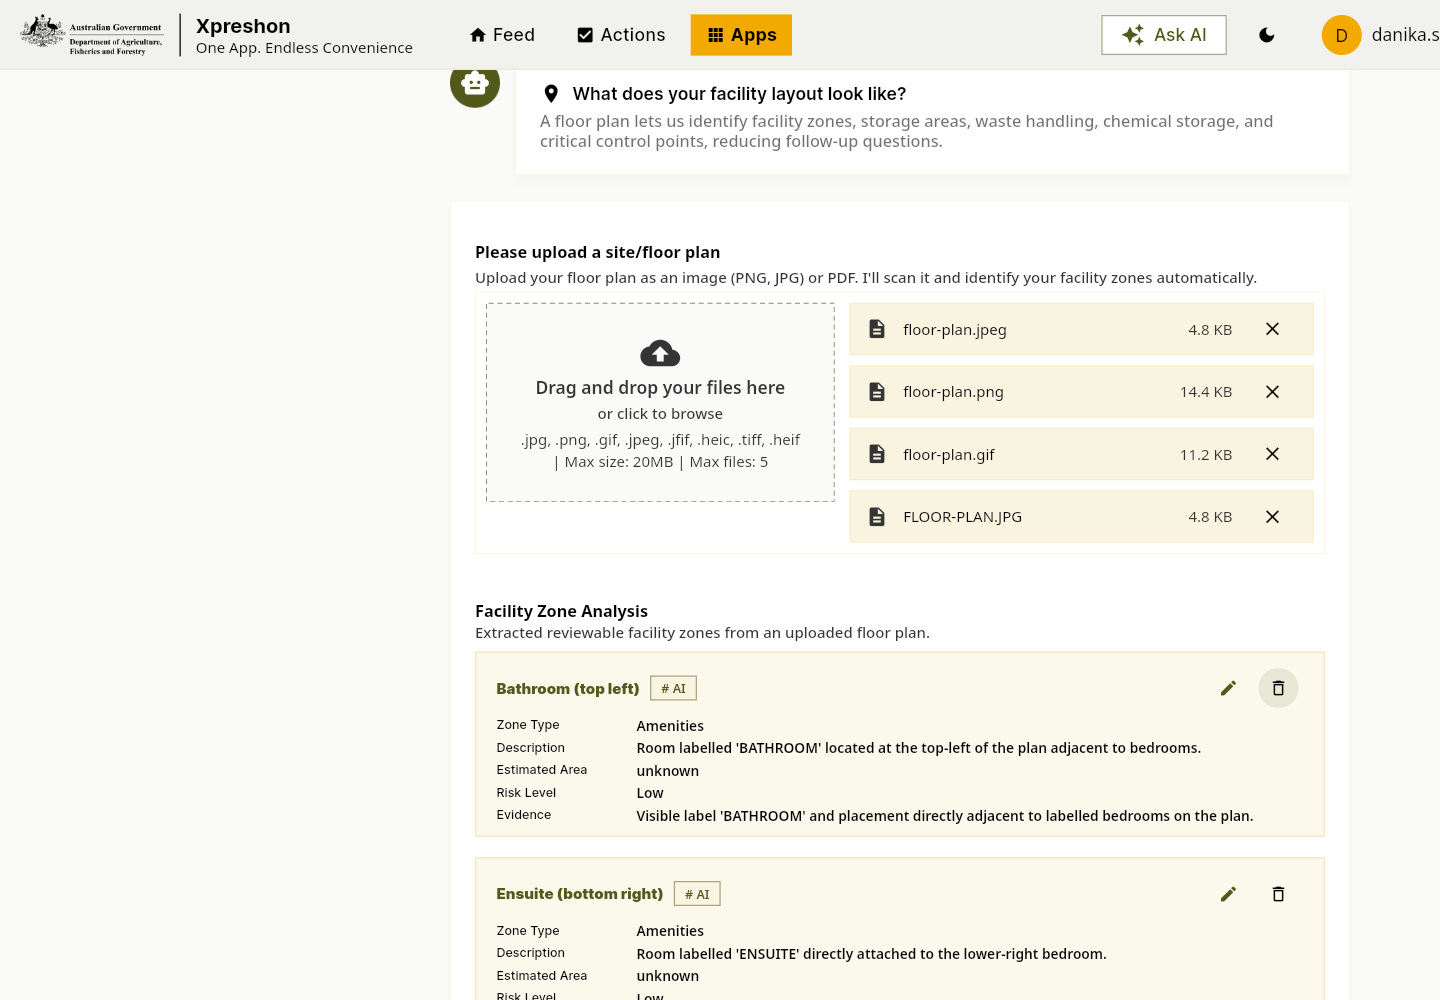 Australian Government
Department of Agriculture,
Fisheries and Forestry
Xpreshon
One App. Endless Convenience
Feed
Actions
Apps
Ask AI
D
danika.s
What does your facility layout look like?
A floor plan lets us identify facility zones, storage areas, waste handling, chemical storage, and
critical control points, reducing follow-up questions.
Please upload a site/floor plan
Upload your floor plan as an image (PNG, JPG) or PDF. I'll scan it and identify your facility zones automatically.
Drag and drop your files here
or click to browse
.jpg, .png, .gif, .jpeg, .jfif, .heic, .tiff, .heif
| Max size: 20MB | Max files: 5
floor-plan.jpeg 4.8 KB
floor-plan.png 14.4 KB
floor-plan.gif 11.2 KB
FLOOR-PLAN.JPG 4.8 KB
Facility Zone Analysis
Extracted reviewable facility zones from an uploaded floor plan.
Bathroom (top left) # AI
Zone Type Amenities
Description Room labelled 'BATHROOM' located at the top-left of the plan adjacent to bedrooms.
Estimated Area unknown
Risk Level Low
Evidence Visible label 'BATHROOM' and placement directly adjacent to labelled bedrooms on the plan.
Ensuite (bottom right) # AI
Zone Type Amenities
Description Room labelled 'ENSUITE' directly attached to the lower-right bedroom.
Estimated Area unknown
Risk Level Low